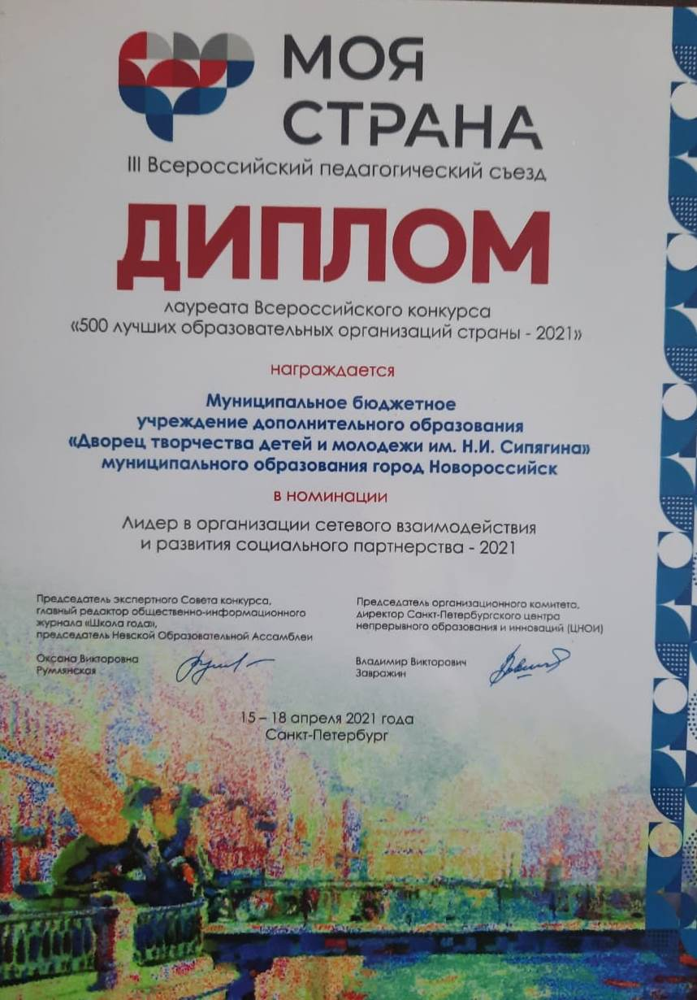 МОЯ
СТРАНА
III Всероссийский педагогический съезд
ДИПЛОМ
лауреата Всероссийского конкурса
«500 лучших образовательных организаций страны - 2021»
награждается
Муниципальное бюджетное
учреждение дополнительного образования
«Дворец творчества детей и молодежи им. Н.И. Сипягина»
муниципального образования город Новороссийск
в номинации
Лидер в организации сетевого взаимодействия
и развития социального партнерства - 2021
Председатель экспертного Совета конкурса,
главный редактор общественно-информационного
журнала «Школа года»,
председатель Невской Образовательной Ассамблеи
Оксана Викторовна
Румлянская
Председатель организационного комитета,
директор Санкт-Петербургского центра
непрерывного образования и инноваций (ЦНОИ)
Владимир Викторович
Завражин
15 – 18 апреля 2021 года
Санкт-Петербург